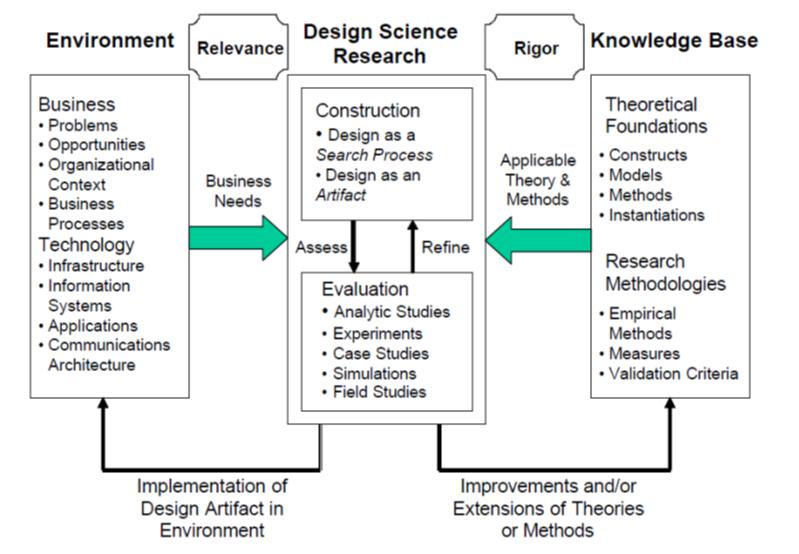 Environment
Relevance
Design Science
Research
Rigor
Knowledge Base
Business
• Problems
• Opportunities
• Organizational
Context
• Business
Processes
Technology
• Infrastructure
• Information
Systems
• Applications
• Communications
Architecture
Business
Needs
Construction
• Design as a
Search Process
• Design as an
Artifact
Assess
Refine
Evaluation
• Analytic Studies
• Experiments
• Case Studies
• Simulations
• Field Studies
Applicable
Theory &
Methods
Theoretical
Foundations
• Constructs
• Models
• Methods
• Instantiations
Research
Methodologies
• Empirical
Methods
• Measures
• Validation Criteria
Implementation of
Design Artifact in
Environment
Improvements and/or
Extensions of Theories
or Methods